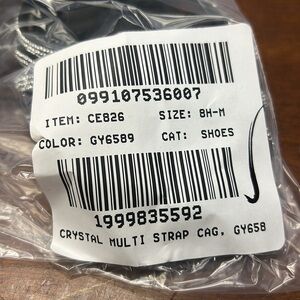 099107536007
ITEM: CE826 SIZE: 8H-M
COLOR: GY6589 CAT: SHOES
1999835592
CRYSTAL MULTI STRAP CAG, GY658